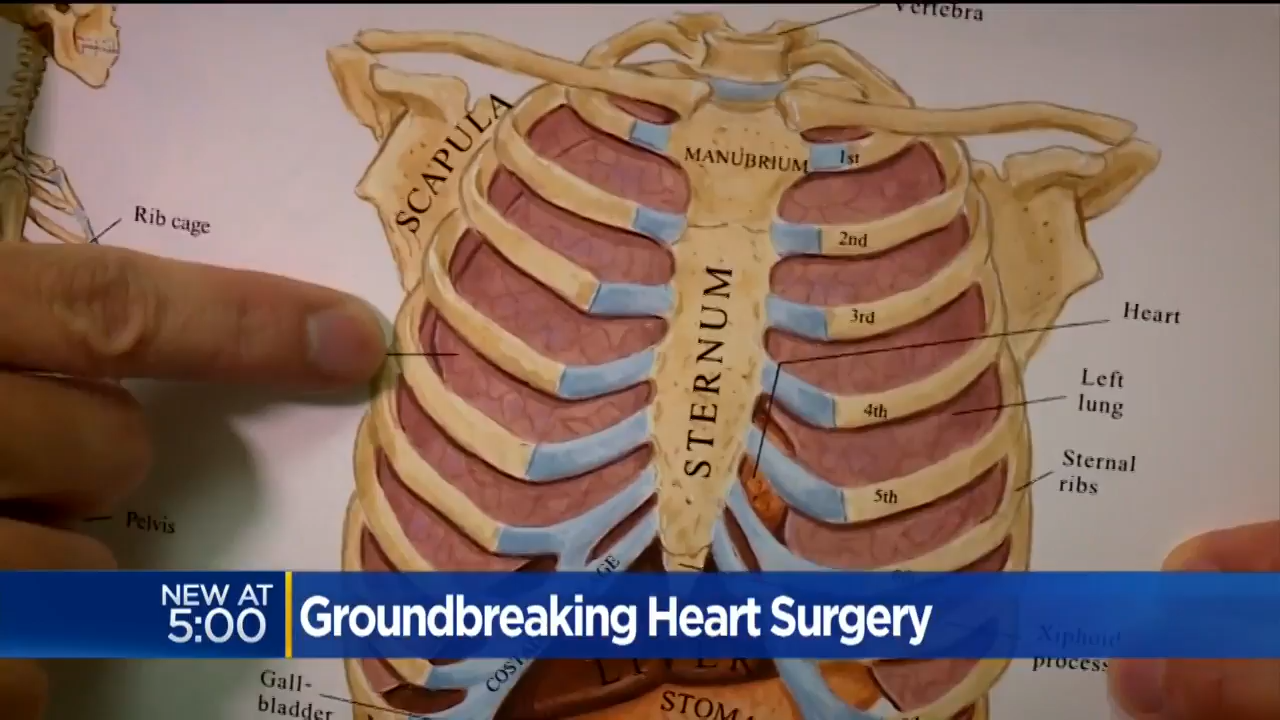 Vertebra
SCAPULA
MANUBRIUM
1st
Rib cage
2nd
STERNUM
3rd
Heart
Left
lung
4th
Sternal
ribs
5th
Pelvis
NEW AT
5:00
Groundbreaking Heart Surgery
Xiphoid
process
LIVER
Gall-
bladder